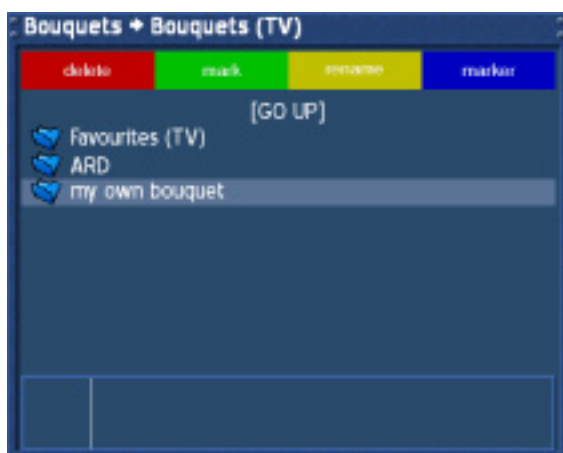 Bouquets → Bouquets (TV)
delete mark rename marker
[GO UP]
Favourites (TV)
ARD
my own bouquet